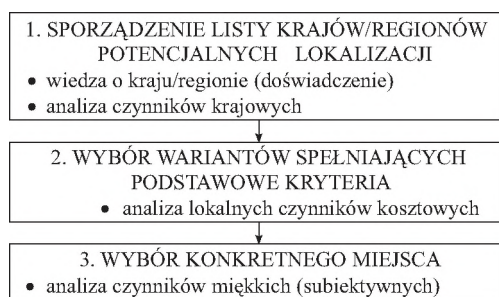 1. SPORZĄDZENIE LISTY KRAJÓW/REGIONÓW
POTENCJALNYCH LOKALIZACJI
• wiedza o kraju/regionie (doświadczenie)
• analiza czynników krajowych
2. WYBÓR WARIANTÓW SPEŁNIAJĄCYCH
PODSTAWOWE KRYTERIA
• analiza lokalnych czynników kosztowych
3. WYBÓR KONKRETNEGO MIEJSCA
• analiza czynników miękkich (subiektywnych)